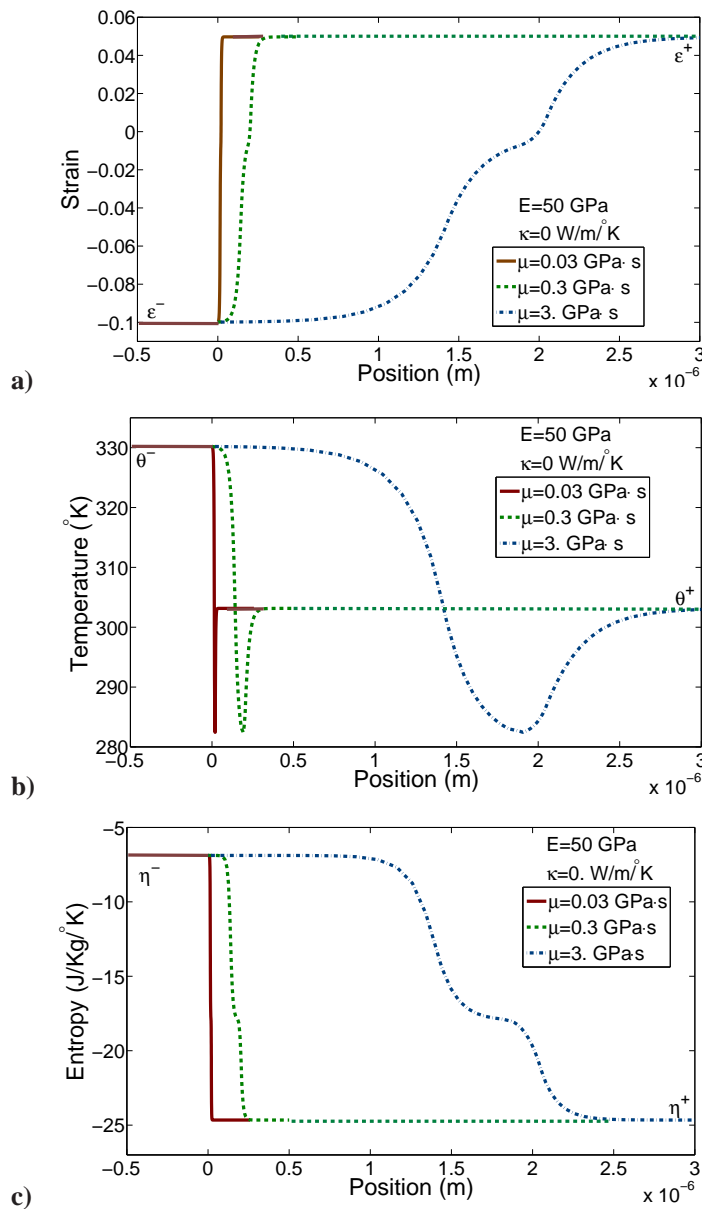 0.06
0.04
0.02
0
−0.02
−0.04
−0.06
−0.08
−0.1
Strain
ε⁺
ε⁻
E=50 GPa
κ=0 W/m/°K
μ=0.03 GPa· s
μ=0.3 GPa· s
μ=3. GPa· s
−0.5 0 0.5 1 1.5 2 2.5 3
Position (m)
x 10⁻⁶
a)
330
320
310
300
290
280
Temperature (°K)
θ⁻
θ⁺
E=50 GPa
κ=0 W/m/°K
μ=0.03 GPa· s
μ=0.3 GPa· s
μ=3. GPa· s
−0.5 0 0.5 1 1.5 2 2.5 3
Position (m)
x 10⁻⁶
b)
−5
−10
−15
−20
−25
Entropy (J/Kg/°K)
η⁻
η⁺
E=50 GPa
κ=0. W/m/°K
μ=0.03 GPa·s
μ=0.3 GPa·s
μ=3. GPa·s
−0.5 0 0.5 1 1.5 2 2.5 3
Position (m)
x 10⁻⁶
c)